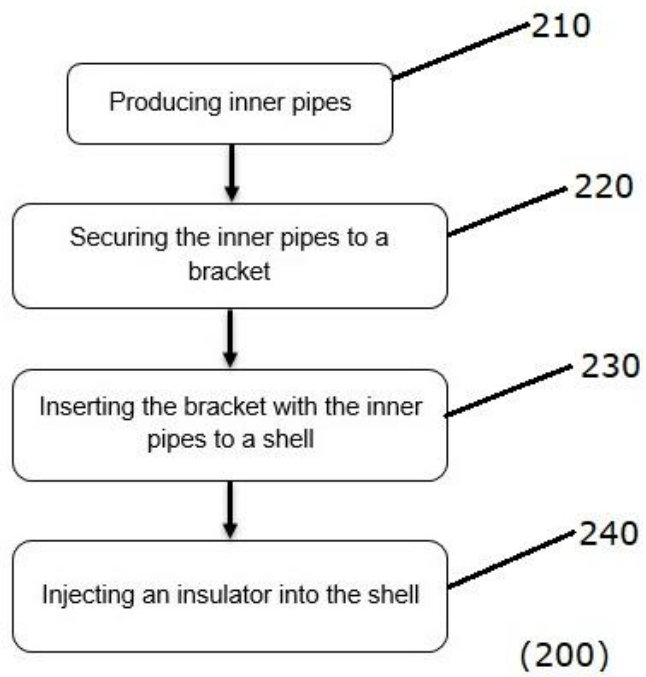 210
Producing inner pipes
220
Securing the inner pipes to a
bracket
230
Inserting the bracket with the inner
pipes to a shell
240
Injecting an insulator into the shell
(200)